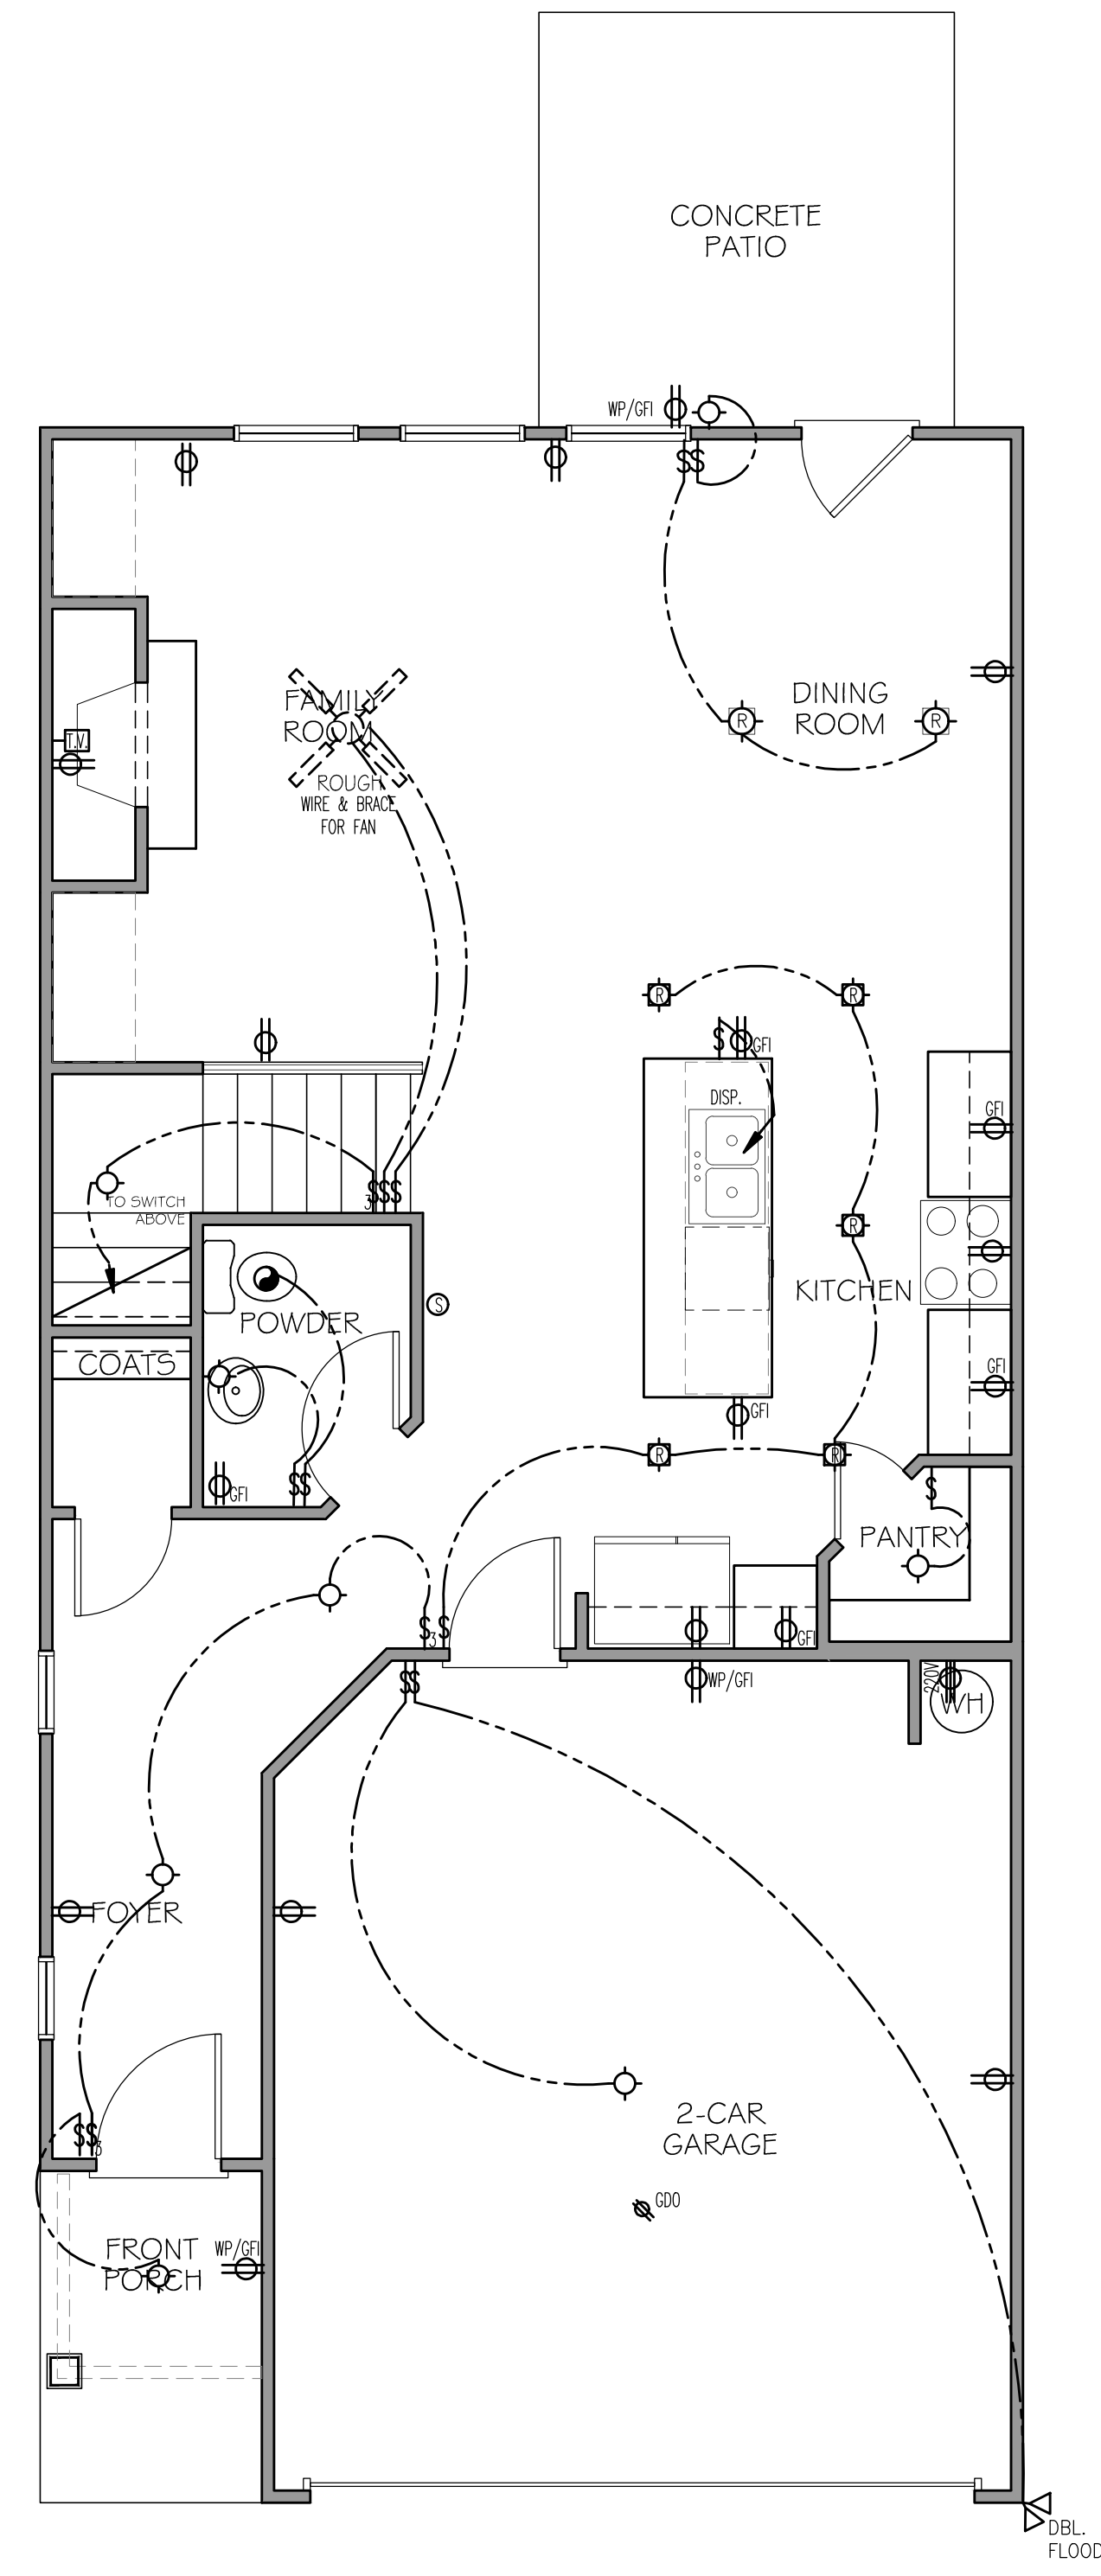 CONCRETE
PATIO
WP/GFI
$$
FAMILY
ROOM
DINING
ROOM
R
R
T.V.
ROUGH
WIRE & BRACE
FOR FAN
R
R
$
GFI
DISP.
GFI
$$$
3
TO SWITCH
ABOVE
R
KITCHEN
S
POWDER
COATS
GFI
GFI
R
R
GFI
$$
$
PANTRY
$
3
$
GFI
$$
WP/GFI
220V
WH
FOYER
2-CAR
GARAGE
$$
3
GDO
FRONT
PORCH
WP/GFI
DBL.
FLOOD